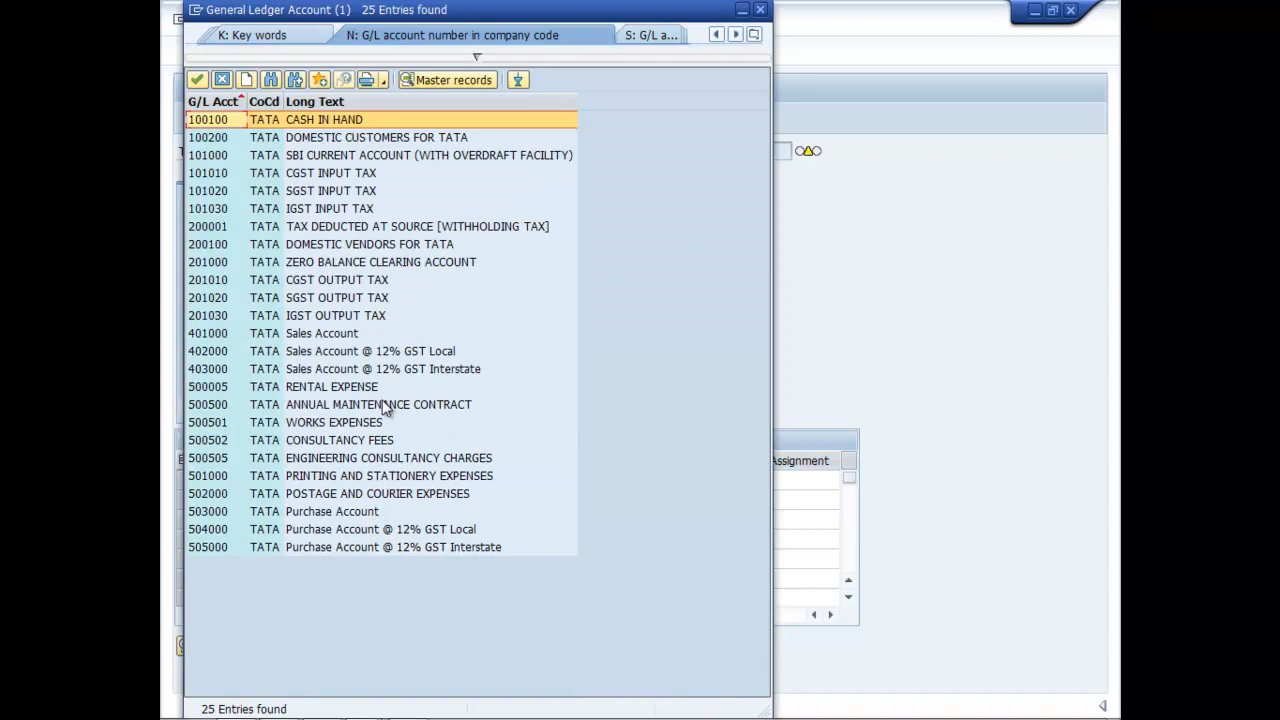 General Ledger Account (1) 25 Entries found
K: Key words
N: G/L account number in company code
S: G/L a...
Master records
G/L Acct CoCd Long Text
100100 TATA CASH IN HAND
100200 TATA DOMESTIC CUSTOMERS FOR TATA
101000 TATA SBI CURRENT ACCOUNT (WITH OVERDRAFT FACILITY)
101010 TATA CGST INPUT TAX
101020 TATA SGST INPUT TAX
101030 TATA IGST INPUT TAX
200001 TATA TAX DEDUCTED AT SOURCE [WITHHOLDING TAX]
200100 TATA DOMESTIC VENDORS FOR TATA
201000 TATA ZERO BALANCE CLEARING ACCOUNT
201010 TATA CGST OUTPUT TAX
201020 TATA SGST OUTPUT TAX
201030 TATA IGST OUTPUT TAX
401000 TATA Sales Account
402000 TATA Sales Account @ 12% GST Local
403000 TATA Sales Account @ 12% GST Interstate
500005 TATA RENTAL EXPENSE
500500 TATA ANNUAL MAINTENANCE CONTRACT
500501 TATA WORKS EXPENSES
500502 TATA CONSULTANCY FEES
500505 TATA ENGINEERING CONSULTANCY CHARGES
501000 TATA PRINTING AND STATIONERY EXPENSES
502000 TATA POSTAGE AND COURIER EXPENSES
503000 TATA Purchase Account
504000 TATA Purchase Account @ 12% GST Local
505000 TATA Purchase Account @ 12% GST Interstate
Assignment
25 Entries found